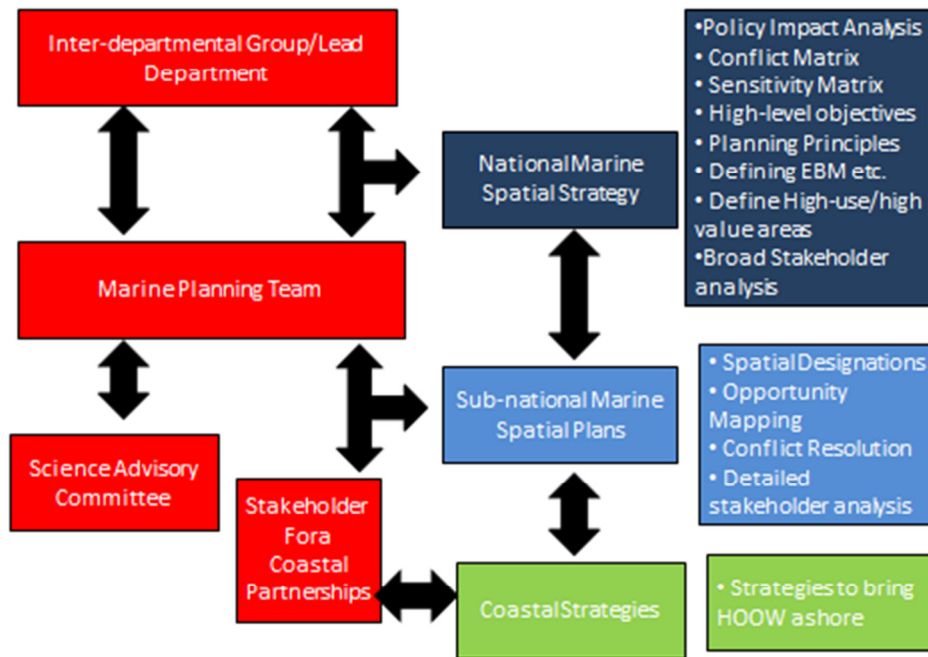 Inter-departmental Group/Lead
Department
•Policy Impact Analysis
• Conflict Matrix
• Sensitivity Matrix
• High-level objectives
• Planning Principles
• Defining EBM etc.
• Define High-use/high
value areas
•Broad Stakeholder
analysis
National Marine
Spatial Strategy
Marine Planning Team
Sub-national Marine
Spatial Plans
• Spatial Designations
• Opportunity
Mapping
• Conflict Resolution
• Detailed
stakeholder analysis
Science Advisory
Committee
Stakeholder
Fora
Coastal
Partnerships
Coastal Strategies
• Strategies to bring
HOOW ashore